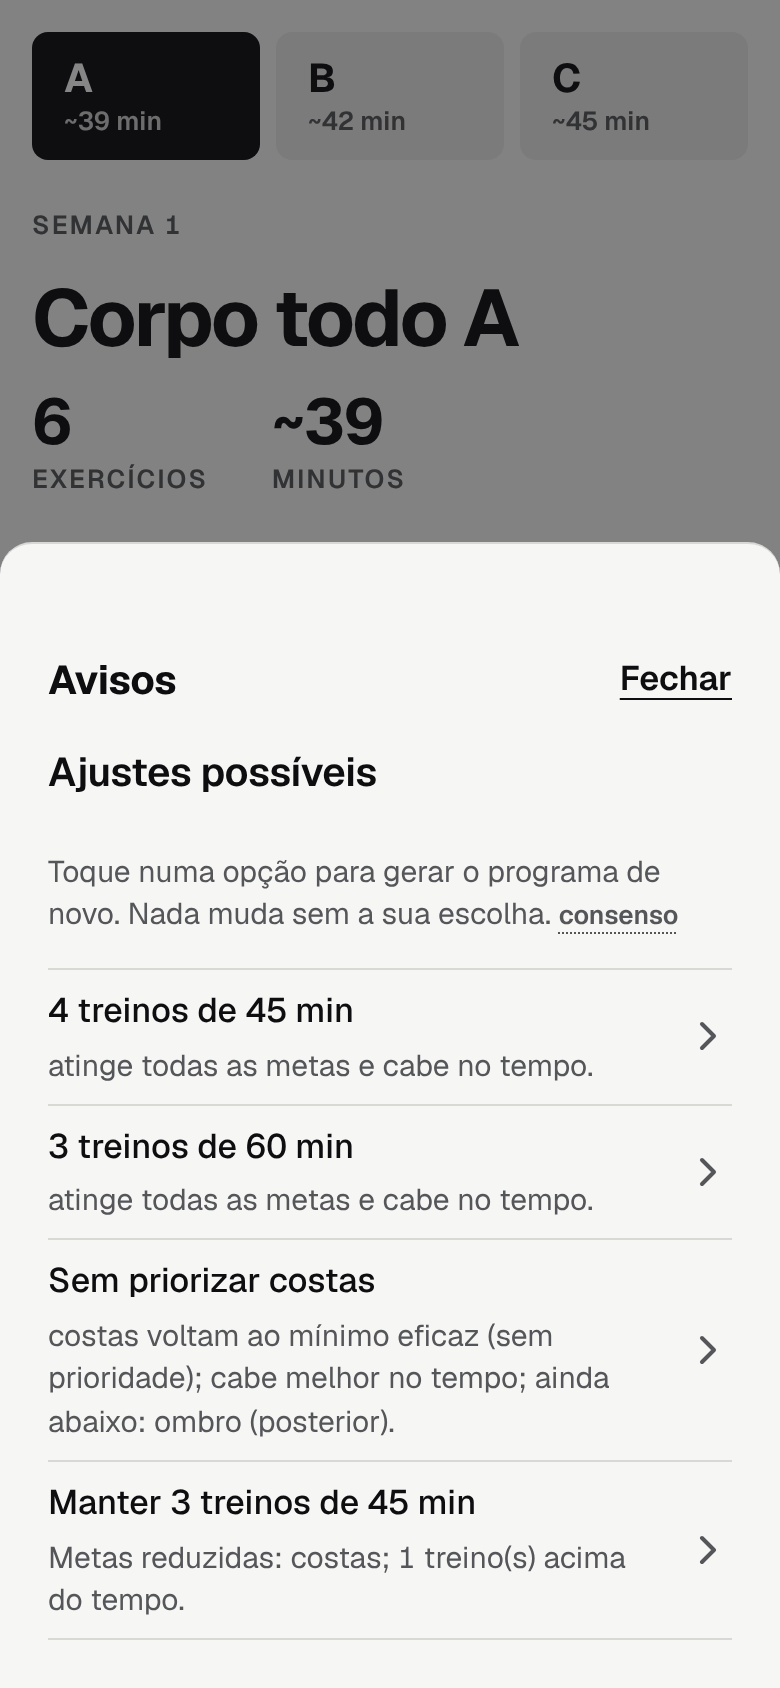 A
~39 min
B
~42 min
C
~45 min
SEMANA 1
Corpo todo A
6
EXERCÍCIOS
~39
MINUTOS
Avisos
Fechar
Ajustes possíveis
Toque numa opção para gerar o programa de
novo. Nada muda sem a sua escolha. consenso
4 treinos de 45 min
atinge todas as metas e cabe no tempo.
3 treinos de 60 min
atinge todas as metas e cabe no tempo.
Sem priorizar costas
costas voltam ao mínimo eficaz (sem
prioridade); cabe melhor no tempo; ainda
abaixo: ombro (posterior).
Manter 3 treinos de 45 min
Metas reduzidas: costas; 1 treino(s) acima
do tempo.